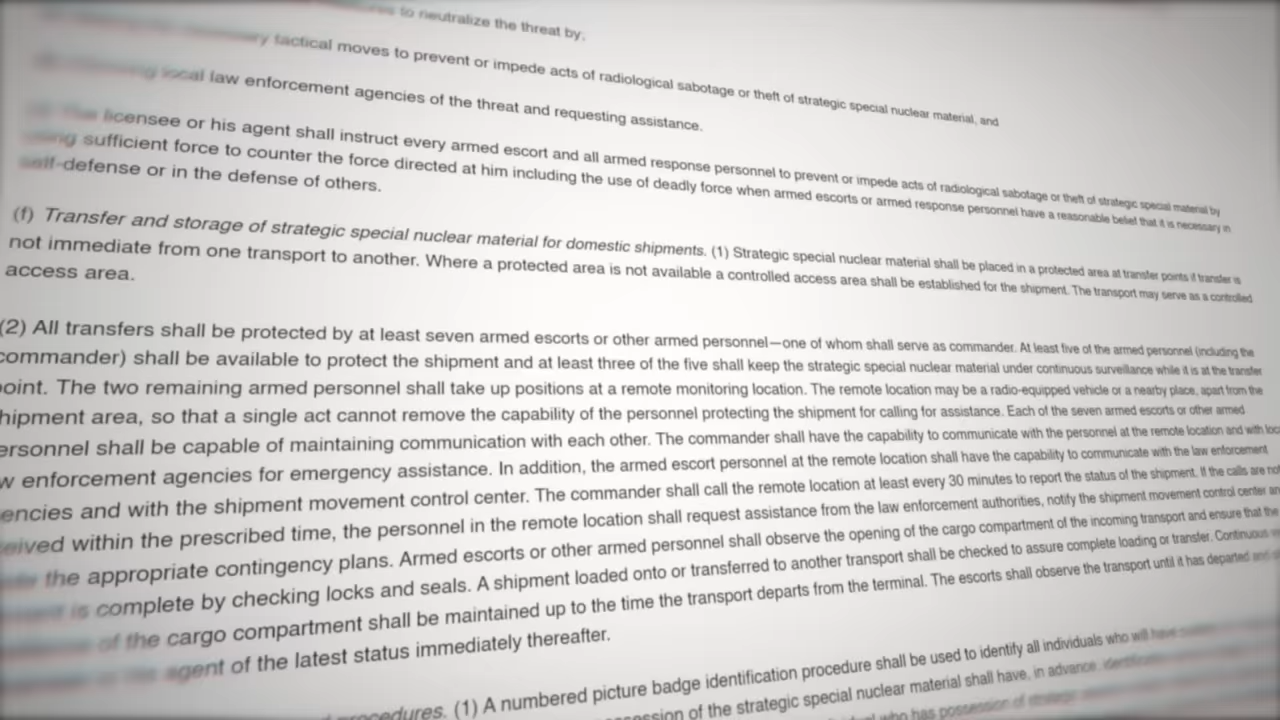 to neutralize the threat by;
tactical moves to prevent or impede acts of radiological sabotage or theft of strategic special nuclear material, and
local law enforcement agencies of the threat and requesting assistance.
licensee or his agent shall instruct every armed escort and all armed response personnel to prevent or impede acts of radiological sabotage or theft of strategic special material by
using sufficient force to counter the force directed at him including the use of deadly force when armed escorts or armed response personnel have a reasonable belief that it is necessary in
self-defense or in the defense of others.
(f) Transfer and storage of strategic special nuclear material for domestic shipments. (1) Strategic special nuclear material shall be placed in a protected area at transfer points if transfer is
not immediate from one transport to another. Where a protected area is not available a controlled access area shall be established for the shipment. The transport may serve as a controlled
access area.
(2) All transfers shall be protected by at least seven armed escorts or other armed personnel—one of whom shall serve as commander. At least five of the armed personnel (including the
commander) shall be available to protect the shipment and at least three of the five shall keep the strategic special nuclear material under continuous surveillance while it is at the transfer
point. The two remaining armed personnel shall take up positions at a remote monitoring location. The remote location may be a radio-equipped vehicle or a nearby place, apart from the
hipment area, so that a single act cannot remove the capability of the personnel protecting the shipment for calling for assistance. Each of the seven armed escorts or other armed
ersonnel shall be capable of maintaining communication with each other. The commander shall have the capability to communicate with the personnel at the remote location and with loc
w enforcement agencies for emergency assistance. In addition, the armed escort personnel at the remote location shall have the capability to communicate with the law enforcement
encies and with the shipment movement control center. The commander shall call the remote location at least every 30 minutes to report the status of the shipment. If the calls are not
eived within the prescribed time, the personnel in the remote location shall request assistance from the law enforcement authorities, notify the shipment movement control center an
the appropriate contingency plans. Armed escorts or other armed personnel shall observe the opening of the cargo compartment of the incoming transport and ensure that the
is complete by checking locks and seals. A shipment loaded onto or transferred to another transport shall be checked to assure complete loading or transfer. Continuous
of the cargo compartment shall be maintained up to the time the transport departs from the terminal. The escorts shall observe the transport until it has departed
agent of the latest status immediately thereafter.
procedures. (1) A numbered picture badge identification procedure shall be used to identify all individuals who will have
ession of the strategic special nuclear material shall have, in advance,
who has possession of